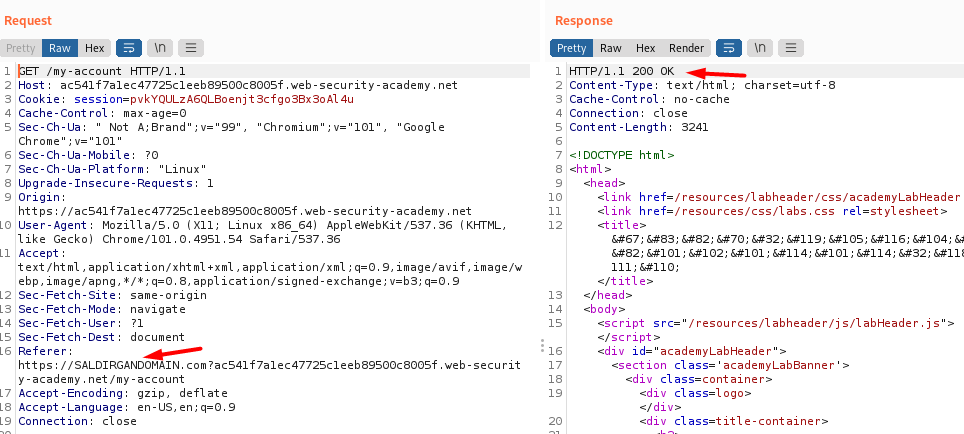 Request
Pretty Raw Hex \n
1 GET /my-account HTTP/1.1
2 Host: ac541f7a1ec47725c1eeb89500c8005f.web-security-academy.net
3 Cookie: session=pvkYQULzA6QLBoenjt3cfgo3Bx3oAl4u
4 Cache-Control: max-age=0
5 Sec-Ch-Ua: " Not A;Brand";v="99", "Chromium";v="101", "Google
Chrome";v="101"
6 Sec-Ch-Ua-Mobile: ?0
7 Sec-Ch-Ua-Platform: "Linux"
8 Upgrade-Insecure-Requests: 1
9 Origin:
https://ac541f7a1ec47725c1eeb89500c8005f.web-security-academy.net
10 User-Agent: Mozilla/5.0 (X11; Linux x86_64) AppleWebKit/537.36 (KHTML,
like Gecko) Chrome/101.0.4951.54 Safari/537.36
11 Accept:
text/html,application/xhtml+xml,application/xml;q=0.9,image/avif,image/w
ebp,image/apng,*/*;q=0.8,application/signed-exchange;v=b3;q=0.9
12 Sec-Fetch-Site: same-origin
13 Sec-Fetch-Mode: navigate
14 Sec-Fetch-User: ?1
15 Sec-Fetch-Dest: document
16 Referer:
https://SALDIRGANDOMAIN.com?ac541f7a1ec47725c1eeb89500c8005f.web-securit
y-academy.net/my-account
17 Accept-Encoding: gzip, deflate
18 Accept-Language: en-US,en;q=0.9
19 Connection: close
Response
Pretty Raw Hex Render \n
1 HTTP/1.1 200 OK
2 Content-Type: text/html; charset=utf-8
3 Cache-Control: no-cache
4 Connection: close
5 Content-Length: 3241
6
7 <!DOCTYPE html>
8 <html>
9 <head>
10 <link href=/resources/labheader/css/academyLabHeader
11 <link href=/resources/css/labs.css rel=stylesheet>
12 <title>
&#67;&#83;&#82;&#70;&#32;&#119;&#105;&#116;&#104;&
&#82;&#101;&#102;&#101;&#114;&#101;&#114;&#32;&#118
111;&#110;
</title>
13 </head>
14 <body>
15 <script src="/resources/labheader/js/labHeader.js">
</script>
16 <div id="academyLabHeader">
17 <section class='academyLabBanner'>
18 <div class=container>
19 <div class=logo>
</div>
20 <div class=title-container>